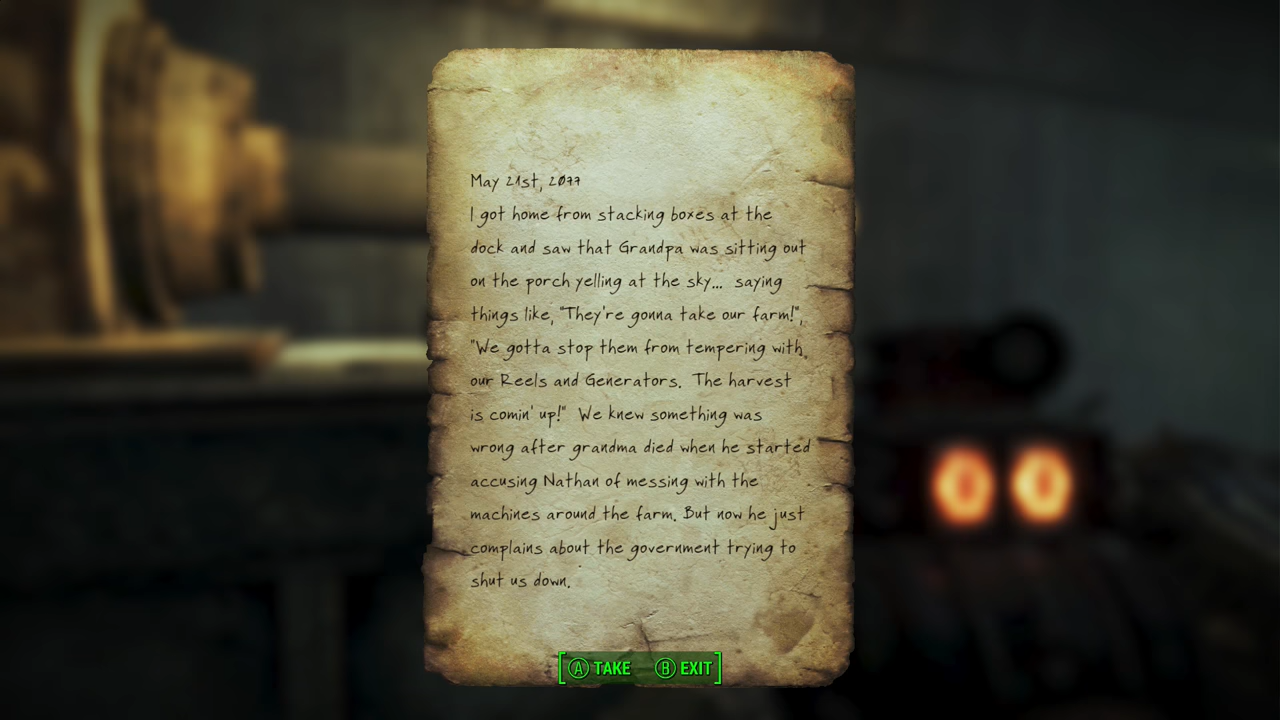 May 21st, 2077
I got home from stacking boxes at the
dock and saw that Grandpa was sitting out
on the porch yelling at the sky... saying
things like, "They're gonna take our farm!",
"We gotta stop them from tempering with
our Reels and Generators. The harvest
is comin' up!" We knew something was
wrong after grandma died when he started
accusing Nathan of messing with the
machines around the farm. But now he just
complains about the government trying to
shut us down.
A TAKE B EXIT